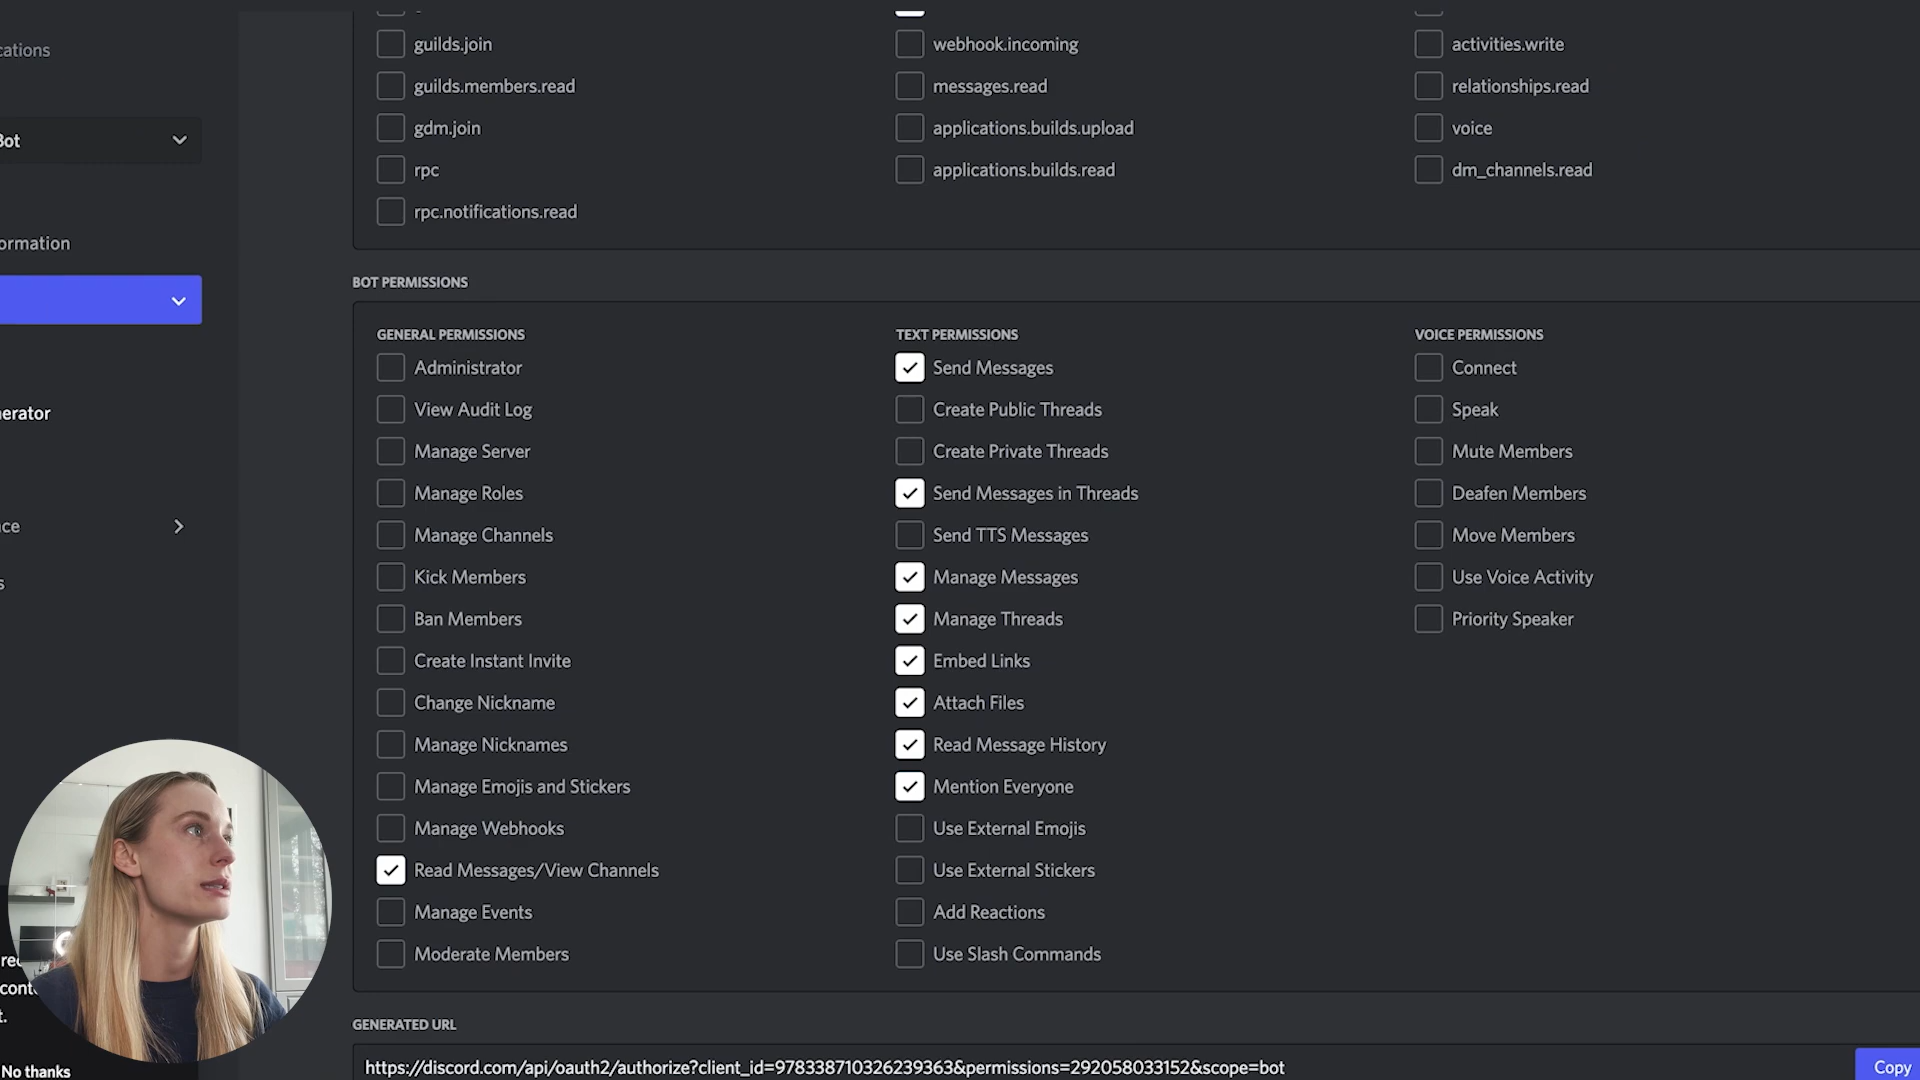 cations
Bot
ormation
nerator
nce
s
rec
conte
t.
No thanks
guilds.join
guilds.members.read
gdm.join
rpc
rpc.notifications.read
webhook.incoming
messages.read
applications.builds.upload
applications.builds.read
activities.write
relationships.read
voice
dm_channels.read
BOT PERMISSIONS
GENERAL PERMISSIONS
Administrator
View Audit Log
Manage Server
Manage Roles
Manage Channels
Kick Members
Ban Members
Create Instant Invite
Change Nickname
Manage Nicknames
Manage Emojis and Stickers
Manage Webhooks
Read Messages/View Channels
Manage Events
Moderate Members
TEXT PERMISSIONS
Send Messages
Create Public Threads
Create Private Threads
Send Messages in Threads
Send TTS Messages
Manage Messages
Manage Threads
Embed Links
Attach Files
Read Message History
Mention Everyone
Use External Emojis
Use External Stickers
Add Reactions
Use Slash Commands
VOICE PERMISSIONS
Connect
Speak
Mute Members
Deafen Members
Move Members
Use Voice Activity
Priority Speaker
GENERATED URL
https://discord.com/api/oauth2/authorize?client_id=978338710326239363&permissions=292058033152&scope=bot
Copy